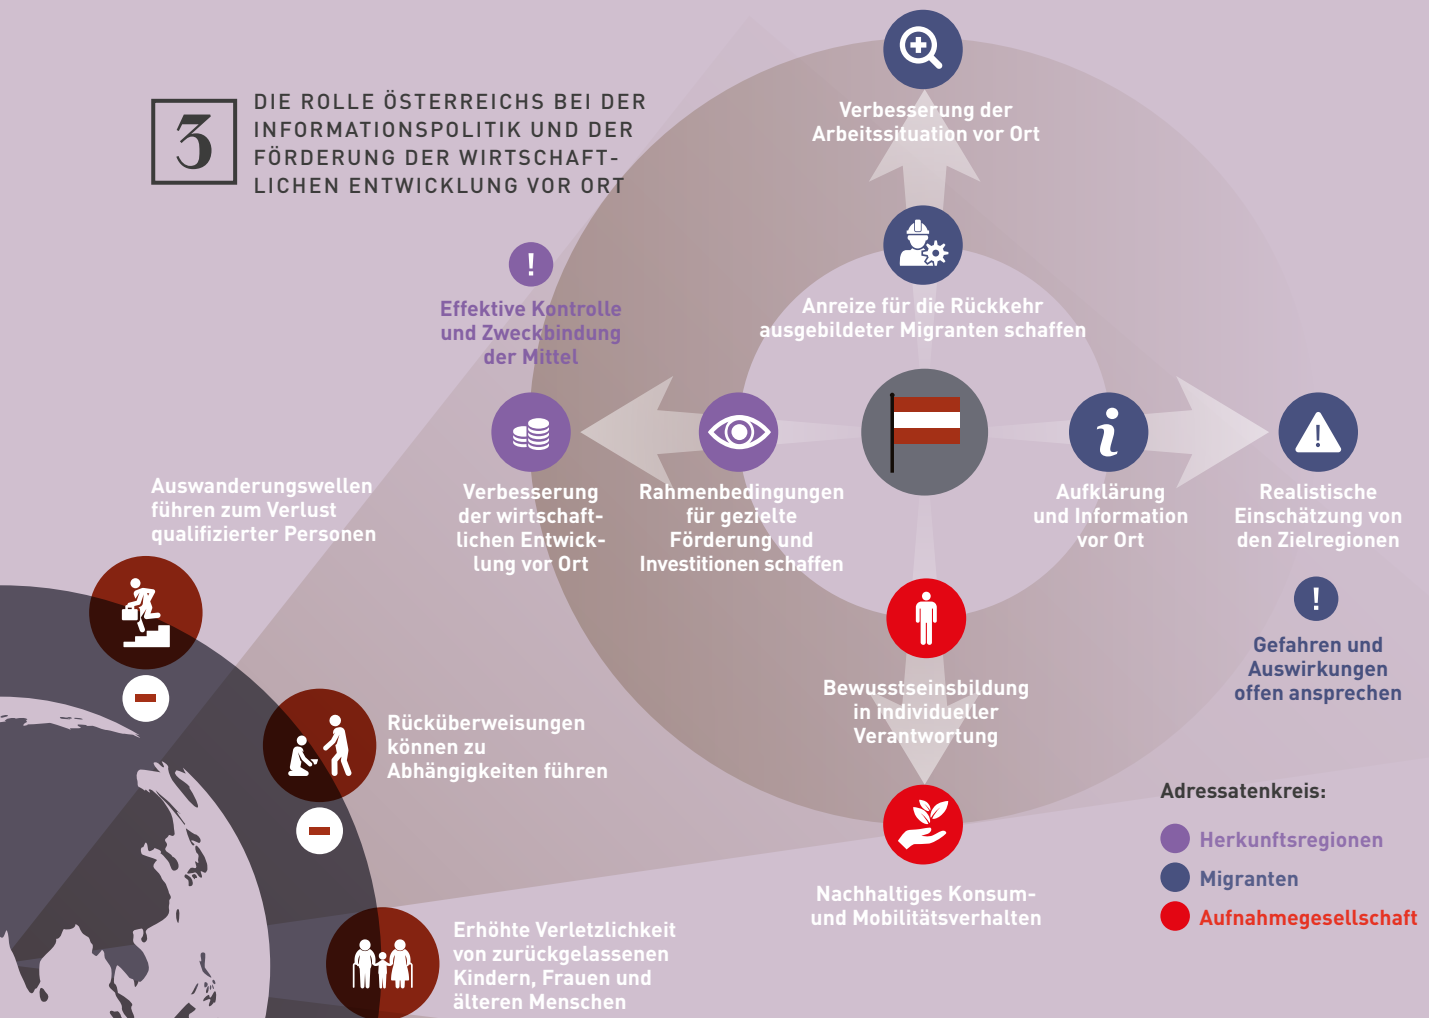 3
DIE ROLLE ÖSTERREICHS BEI DER
INFORMATIONSPOLITIK UND DER
FÖRDERUNG DER WIRTSCHAFT-
LICHEN ENTWICKLUNG VOR ORT
Verbesserung der
Arbeitssituation vor Ort
Anreize für die Rückkehr
ausgebildeter Migranten schaffen
!
Effektive Kontrolle
und Zweckbindung
der Mittel
Verbesserung
der wirtschaft-
lichen Entwick-
lung vor Ort
Rahmenbedingungen
für gezielte
Förderung und
Investitionen schaffen
i
Aufklärung
und Information
vor Ort
!
Realistische
Einschätzung von
den Zielregionen
!
Gefahren und
Auswirkungen
offen ansprechen
Bewusstseinsbildung
in individueller
Verantwortung
Nachhaltiges Konsum-
und Mobilitätsverhalten
Auswanderungswellen
führen zum Verlust
qualifizierter Personen
Rücküberweisungen
können zu
Abhängigkeiten führen
Erhöhte Verletzlichkeit
von zurückgelassenen
Kindern, Frauen und
älteren Menschen
Adressatenkreis:
Herkunftsregionen
Migranten
Aufnahmegesellschaft